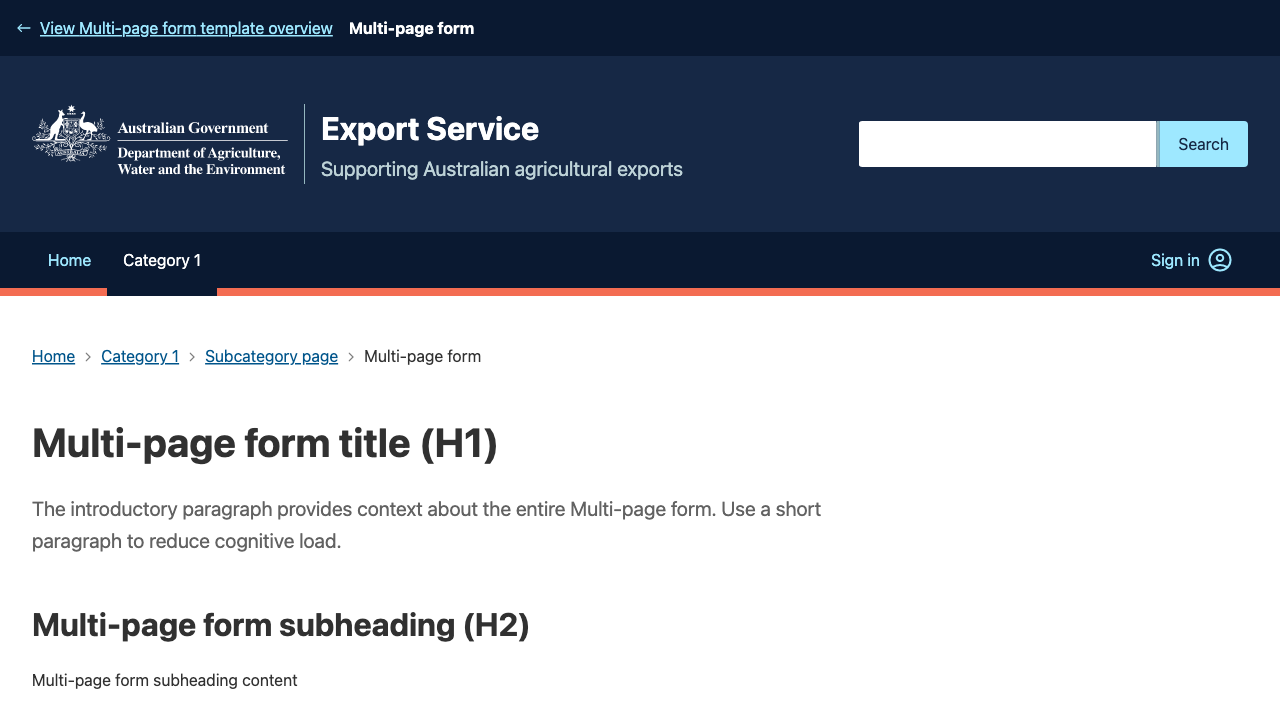 View Multi-page form template overview Multi-page form
Australian Government
Department of Agriculture,
Water and the Environment
Export Service
Supporting Australian agricultural exports
Search
Home Category 1 Sign in
Home Category 1 Subcategory page Multi-page form
Multi-page form title (H1)
The introductory paragraph provides context about the entire Multi-page form. Use a short
paragraph to reduce cognitive load.
Multi-page form subheading (H2)
Multi-page form subheading content